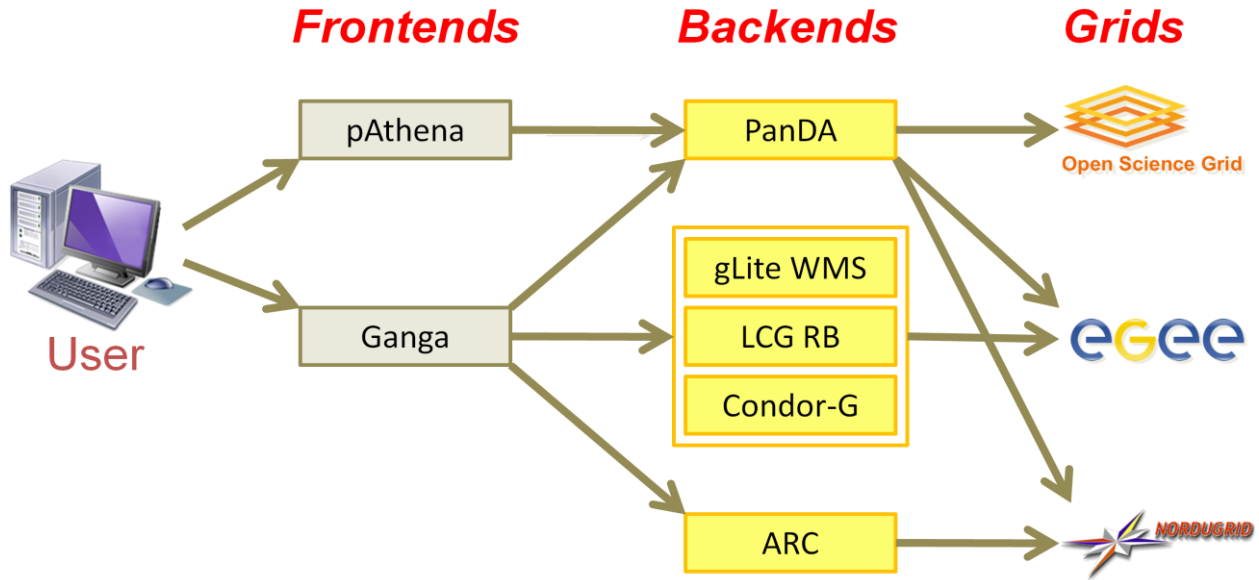 Frontends
Backends
Grids
pAthena
PanDA
Open Science Grid
gLite WMS
User
Ganga
LCG RB
eGee
Condor-G
ARC
NORDUGRID